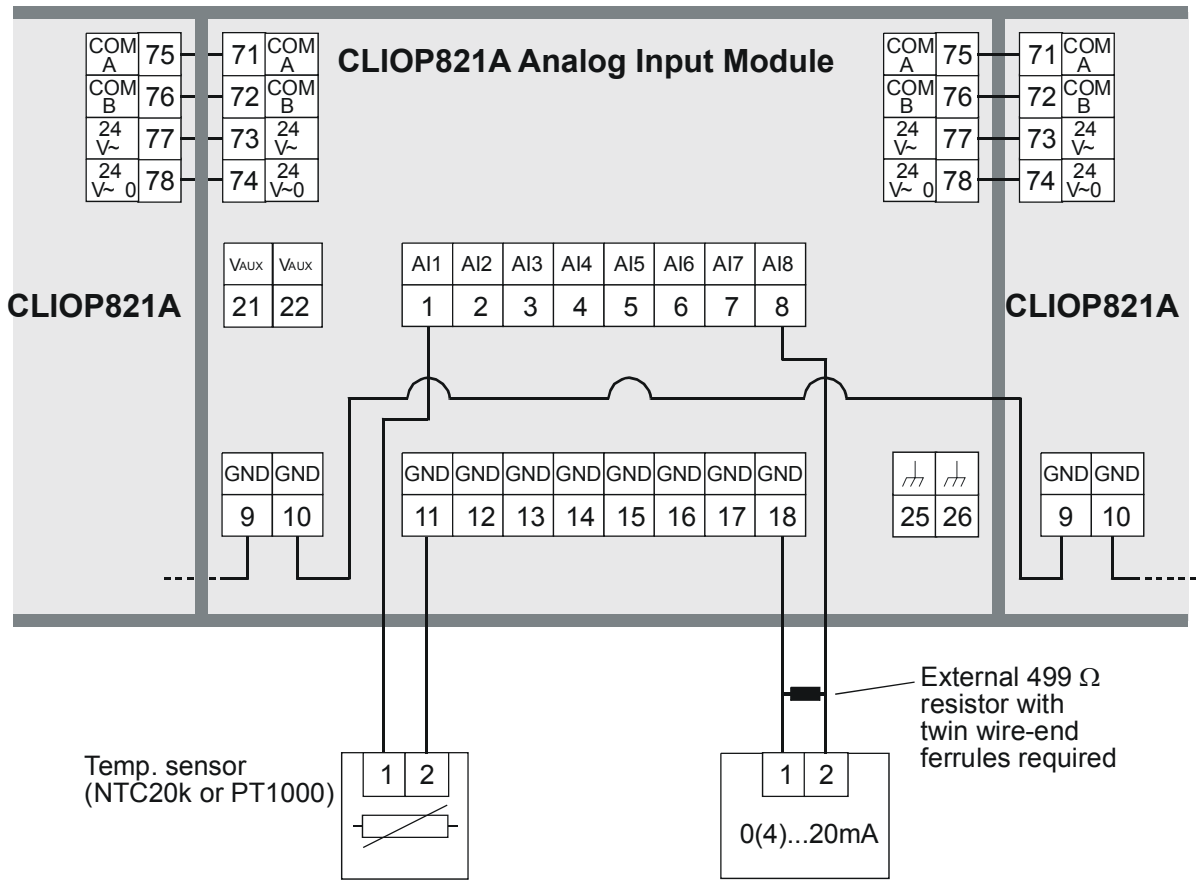 COM A 75 71 COM A CLIOP821A Analog Input Module COM A 75 71 COM A
COM B 76 72 COM B COM B 76 72 COM B
24 V~ 77 73 24 V~ 24 V~ 77 73 24 V~
24 V~ 0 78 74 24 V~0 24 V~ 0 78 74 24 V~0
VAUX VAUX AI1 AI2 AI3 AI4 AI5 AI6 AI7 AI8
CLIOP821A 21 22 1 2 3 4 5 6 7 8 CLIOP821A
GND GND GND GND GND GND GND GND GND GND GND GND
9 10 11 12 13 14 15 16 17 18 25 26 9 10
External 499 Ω
resistor with
twin wire-end
ferrules required
Temp. sensor
(NTC20k or PT1000)
1 2 1 2
0(4)...20mA